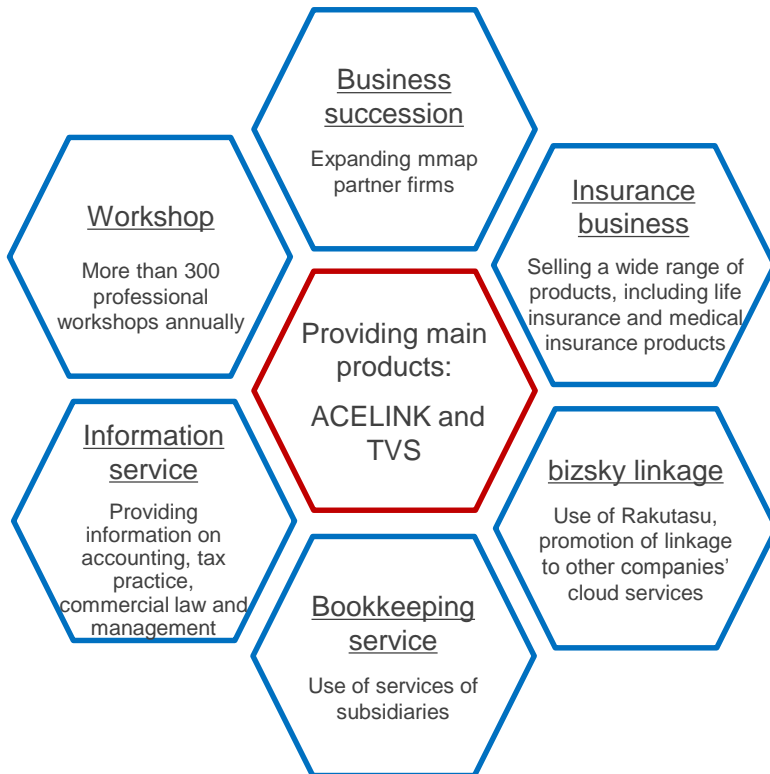 Business
succession
Expanding mmap
partner firms
Workshop
More than 300
professional
workshops annually
Insurance
business
Selling a wide range of
products, including life
insurance and medical
insurance products
Providing main
products:
ACELINK and
TVS
Information
service
Providing
information on
accounting, tax
practice,
commercial law and
management
bizsky linkage
Use of Rakutasu,
promotion of linkage
to other companies’
cloud services
Bookkeeping
service
Use of services of
subsidiaries